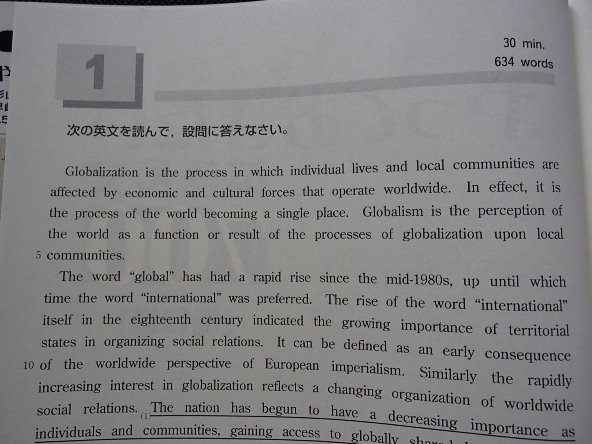 30 min.
634 words
1
次の英文を読んで，設問に答えなさい。
Globalization is the process in which individual lives and local communities are
affected by economic and cultural forces that operate worldwide. In effect, it is
the process of the world becoming a single place. Globalism is the perception of
the world as a function or result of the processes of globalization upon local
5 communities.
The word “global” has had a rapid rise since the mid-1980s, up until which
time the word “international” was preferred. The rise of the word “international”
itself in the eighteenth century indicated the growing importance of territorial
states in organizing social relations. It can be defined as an early consequence
10 of the worldwide perspective of European imperialism. Similarly the rapidly
increasing interest in globalization reflects a changing organization of worldwide
social relations. (1)The nation has begun to have a decreasing importance as
individuals and communities, gaining access to globally